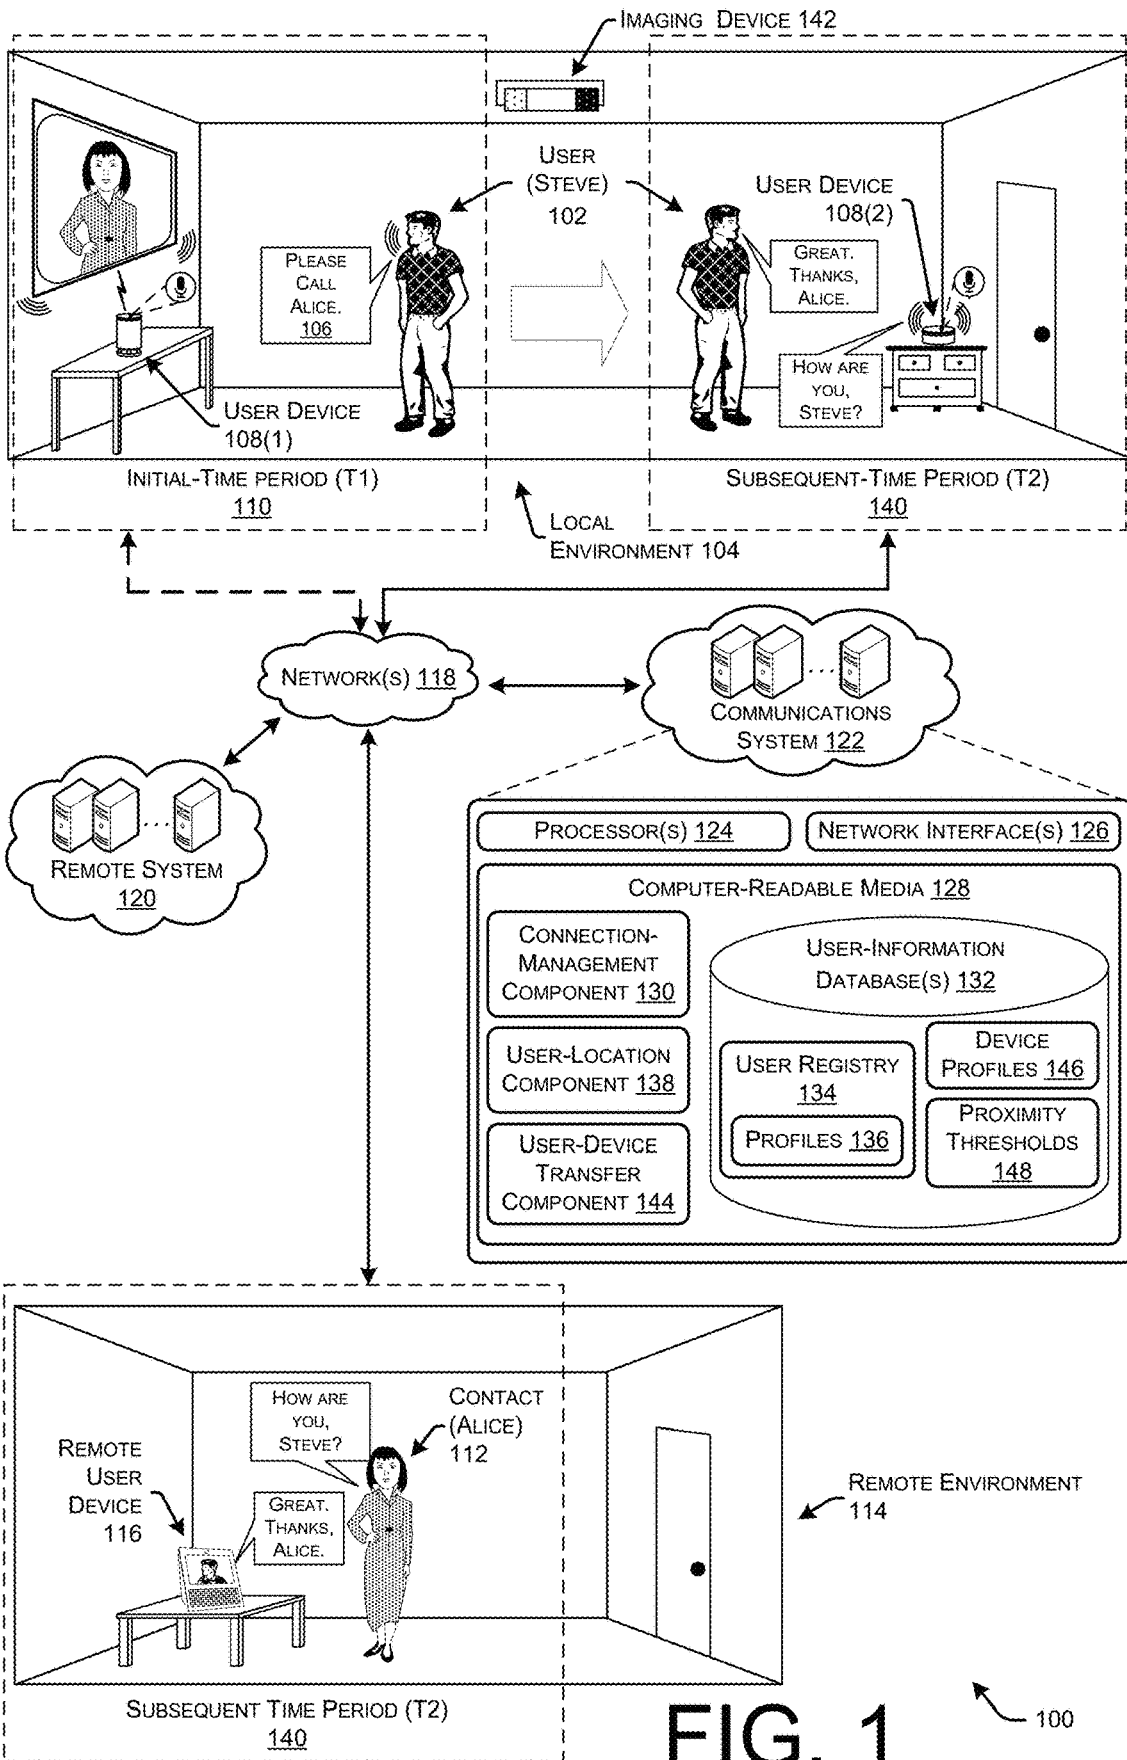 IMAGING DEVICE 142
USER
(STEVE)
102
USER DEVICE
108(2)
PLEASE
CALL
ALICE.
106
GREAT.
THANKS,
ALICE.
HOW ARE
YOU,
STEVE?
USER DEVICE
108(1)
INITIAL-TIME PERIOD (T1)
110
SUBSEQUENT-TIME PERIOD (T2)
140
LOCAL
ENVIRONMENT 104
NETWORK(S) 118
COMMUNICATIONS
SYSTEM 122
REMOTE SYSTEM
120
PROCESSOR(S) 124
NETWORK INTERFACE(S) 126
COMPUTER-READABLE MEDIA 128
CONNECTION-
MANAGEMENT
COMPONENT 130
USER-LOCATION
COMPONENT 138
USER-DEVICE
TRANSFER
COMPONENT 144
USER-INFORMATION
DATABASE(S) 132
USER REGISTRY
134
PROFILES 136
DEVICE
PROFILES 146
PROXIMITY
THRESHOLDS
148
HOW ARE
YOU,
STEVE?
CONTACT
(ALICE)
112
REMOTE
USER
DEVICE
116
GREAT.
THANKS,
ALICE.
REMOTE ENVIRONMENT
114
SUBSEQUENT TIME PERIOD (T2)
140
FIG. 1
100